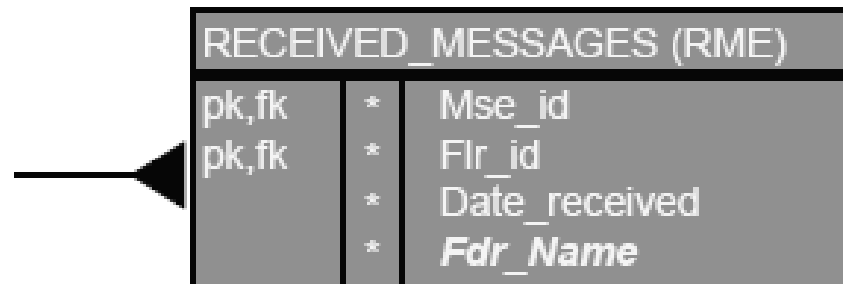 RECEIVED_MESSAGES (RME)
pk,fk * Mse_id
pk,fk * Flr_id
* Date_received
* Fdr_Name